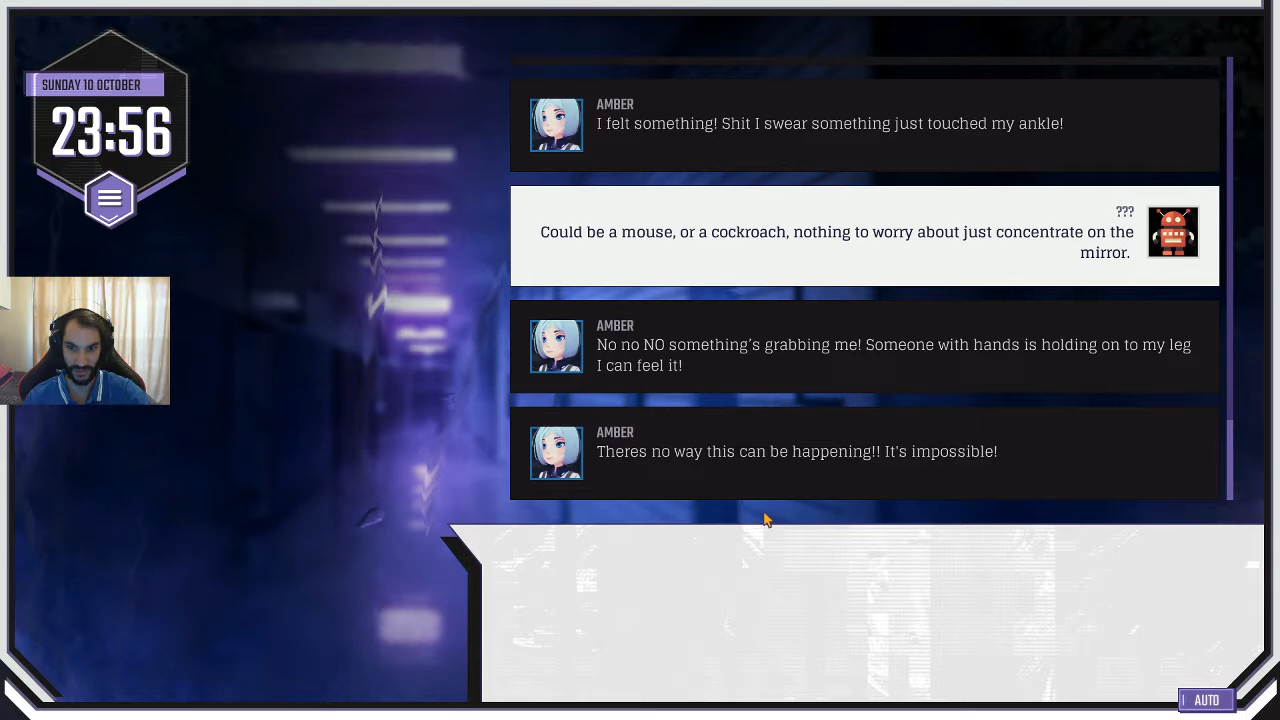 SUNDAY 10 OCTOBER
23:56
AMBER
I felt something! Shit I swear something just touched my ankle!
???
Could be a mouse, or a cockroach, nothing to worry about just concentrate on the
mirror.
AMBER
No no NO something's grabbing me! Someone with hands is holding on to my leg
I can feel it!
AMBER
Theres no way this can be happening!! It's impossible!
AUTO